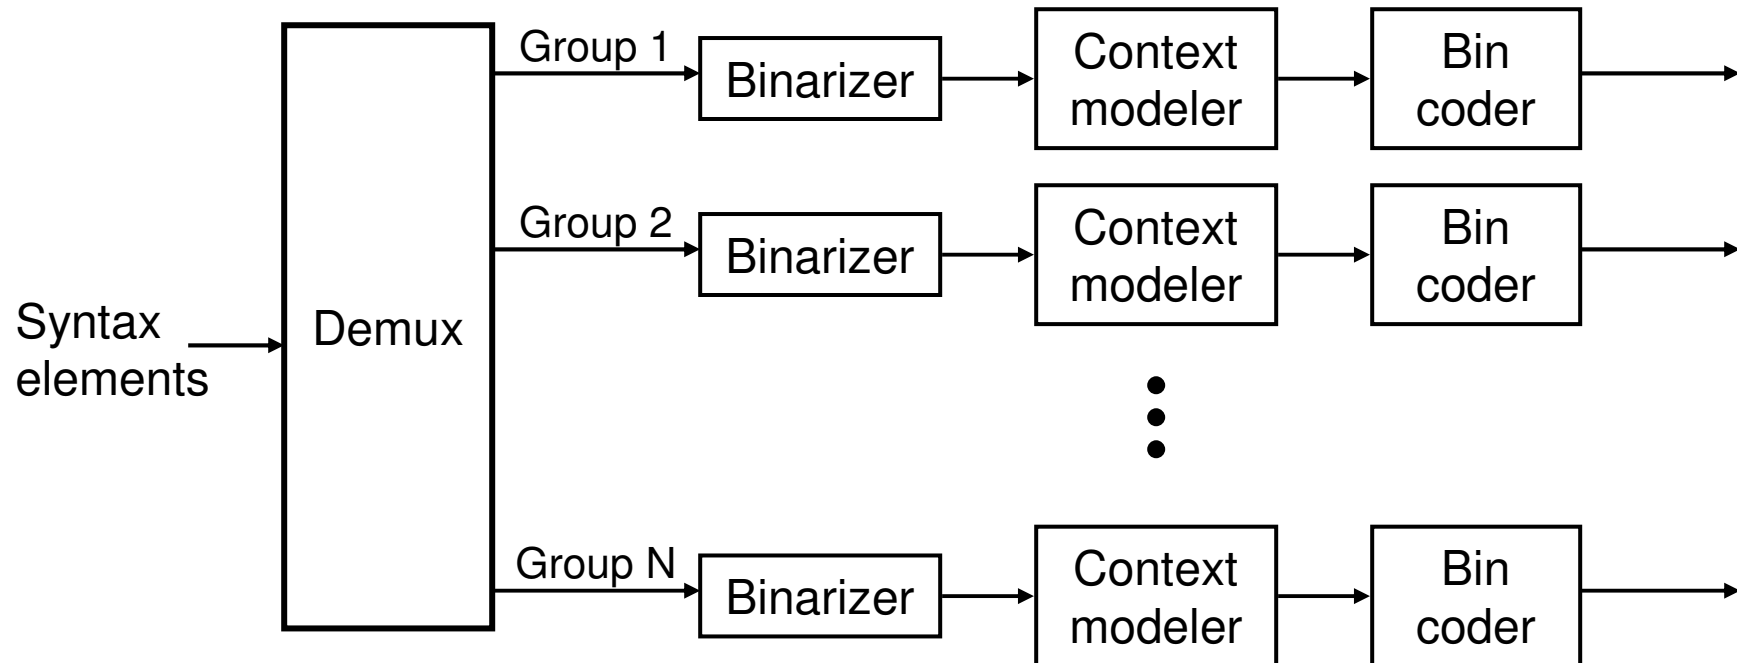 Group 1
Binarizer
Context
modeler
Bin
coder
Group 2
Binarizer
Context
modeler
Bin
coder
Syntax
elements
Demux
Group N
Binarizer
Context
modeler
Bin
coder